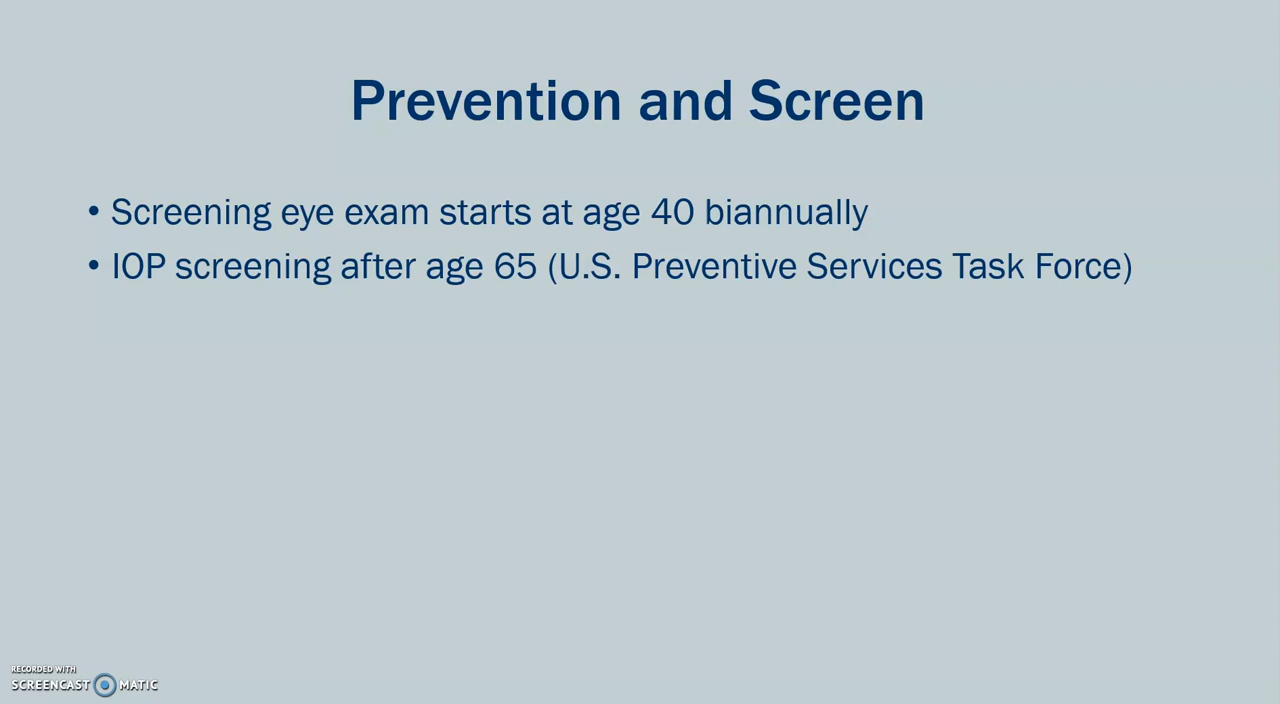 Prevention and Screen
• Screening eye exam starts at age 40 biannually
• IOP screening after age 65 (U.S. Preventive Services Task Force)
RECORDED WITH
SCREENCAST MATIC